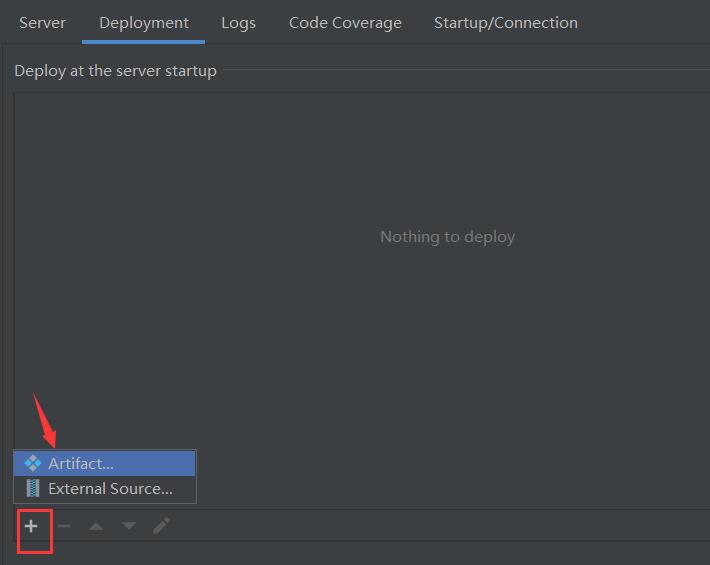 Server Deployment Logs Code Coverage Startup/Connection
Deploy at the server startup
Nothing to deploy
Artifact...
External Source...